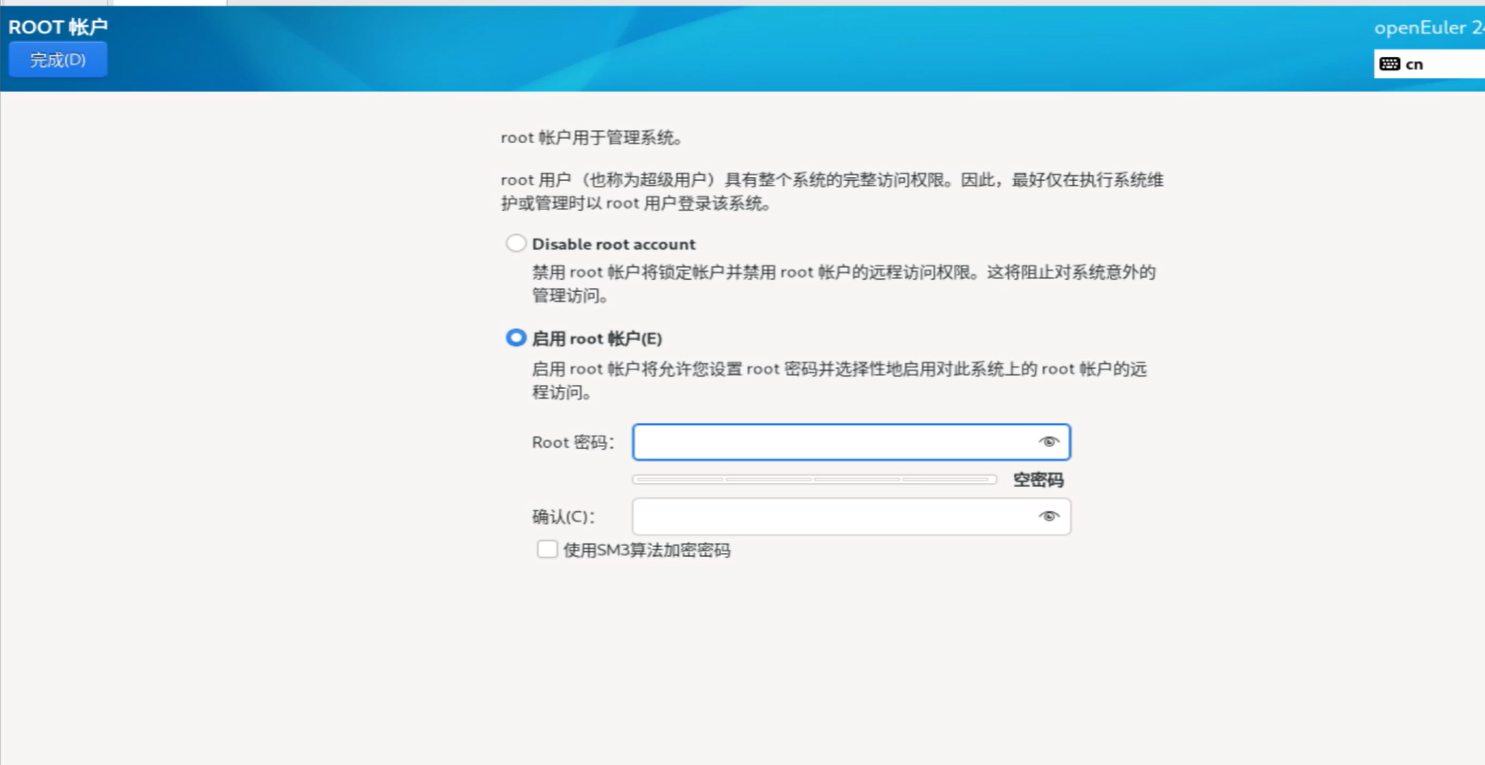 ROOT 帐户
完成(D)
openEuler 24
cn
root 帐户用于管理系统。
root 用户（也称为超级用户）具有整个系统的完整访问权限。因此，最好仅在执行系统维
护或管理时以 root 用户登录该系统。
Disable root account
禁用 root 帐户将锁定帐户并禁用 root 帐户的远程访问权限。这将阻止对系统意外的
管理访问。
启用 root 帐户(E)
启用 root 帐户将允许您设置 root 密码并选择性地启用对此系统上的 root 帐户的远
程访问。
Root 密码：
空密码
确认(C)：
使用SM3算法加密密码